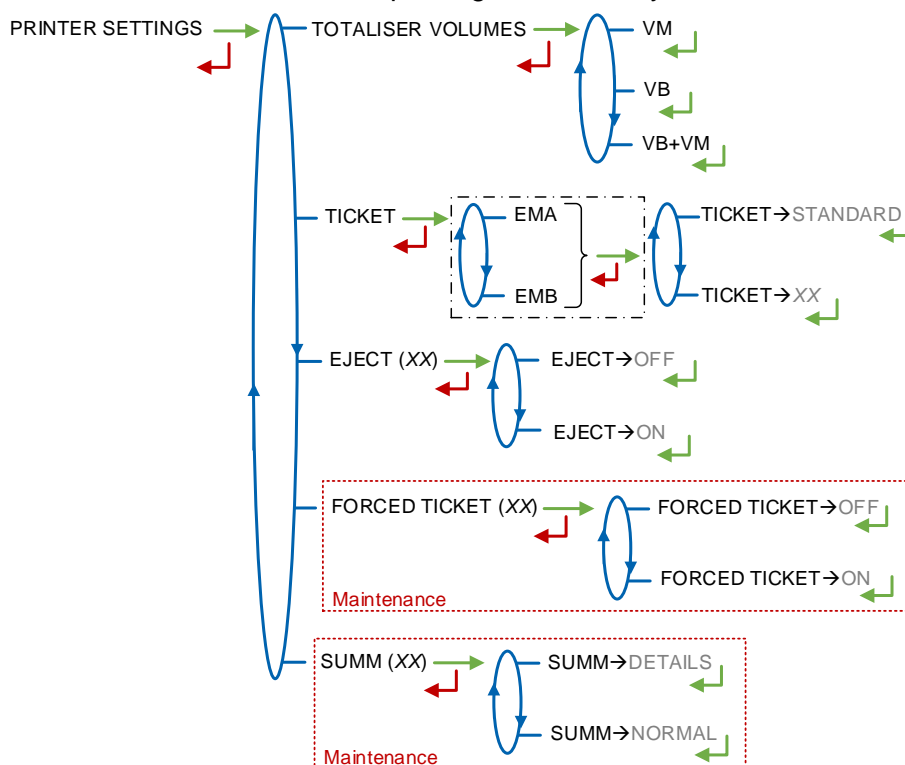 PRINTER SETTINGS
TOTALISER VOLUMES
VM
VB
VB+VM
TICKET
EMA
EMB
TICKET→STANDARD
TICKET→XX
EJECT (XX)
EJECT→OFF
EJECT→ON
FORCED TICKET (XX)
FORCED TICKET→OFF
FORCED TICKET→ON
Maintenance
SUMM (XX)
SUMM→DETAILS
SUMM→NORMAL
Maintenance